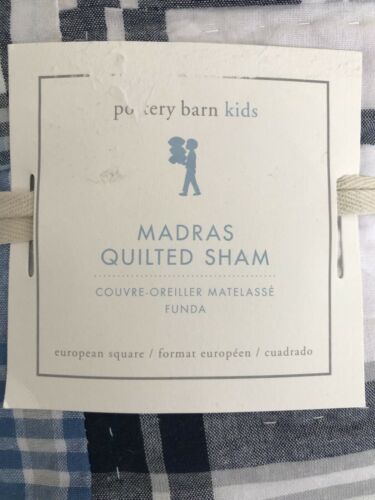 pottery barn kids
MADRAS
QUILTED SHAM
COUVRE-OREILLER MATELASSÉ
FUNDA
european square / format européen / cuadrado